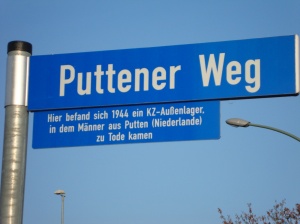 Puttener Weg
Hier befand sich 1944 ein KZ-Außenlager,
in dem Männer aus Putten (Niederlande)
zu Tode kamen